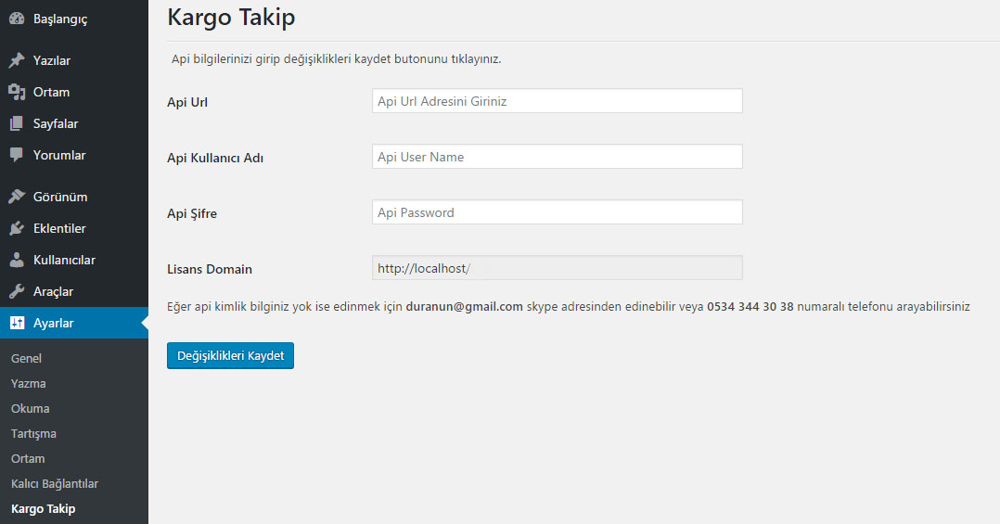 Başlangıç
Yazılar
Ortam
Sayfalar
Yorumlar
Görünüm
Eklentiler
Kullanıcılar
Araçlar
Ayarlar
Genel
Yazma
Okuma
Tartışma
Ortam
Kalıcı Bağlantılar
Kargo Takip
Kargo Takip
Api bilgilerinizi girip değişiklikleri kaydet butonunu tıklayınız.
Api Url Api Url Adresini Giriniz
Api Kullanıcı Adı Api User Name
Api Şifre Api Password
Lisans Domain http://localhost/
Eğer api kimlik bilginiz yok ise edinmek için duranun@gmail.com skype adresinden edinebilir veya 0534 344 30 38 numaralı telefonu arayabilirsiniz
Değişiklikleri Kaydet